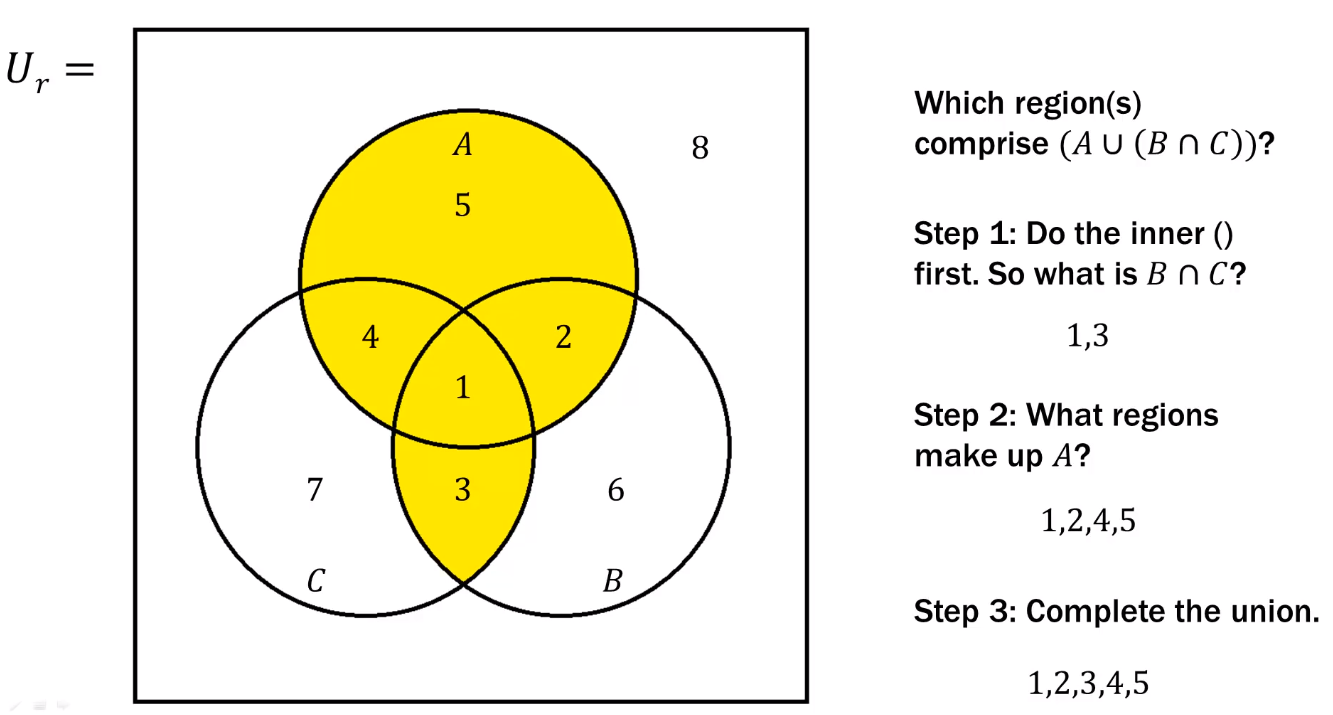 U_r =
A
8
5
4
2
1
7
3
6
C
B
Which region(s)
comprise (A ∪ (B ∩ C))?
Step 1: Do the inner ()
first. So what is B ∩ C?
1,3
Step 2: What regions
make up A?
1,2,4,5
Step 3: Complete the union.
1,2,3,4,5